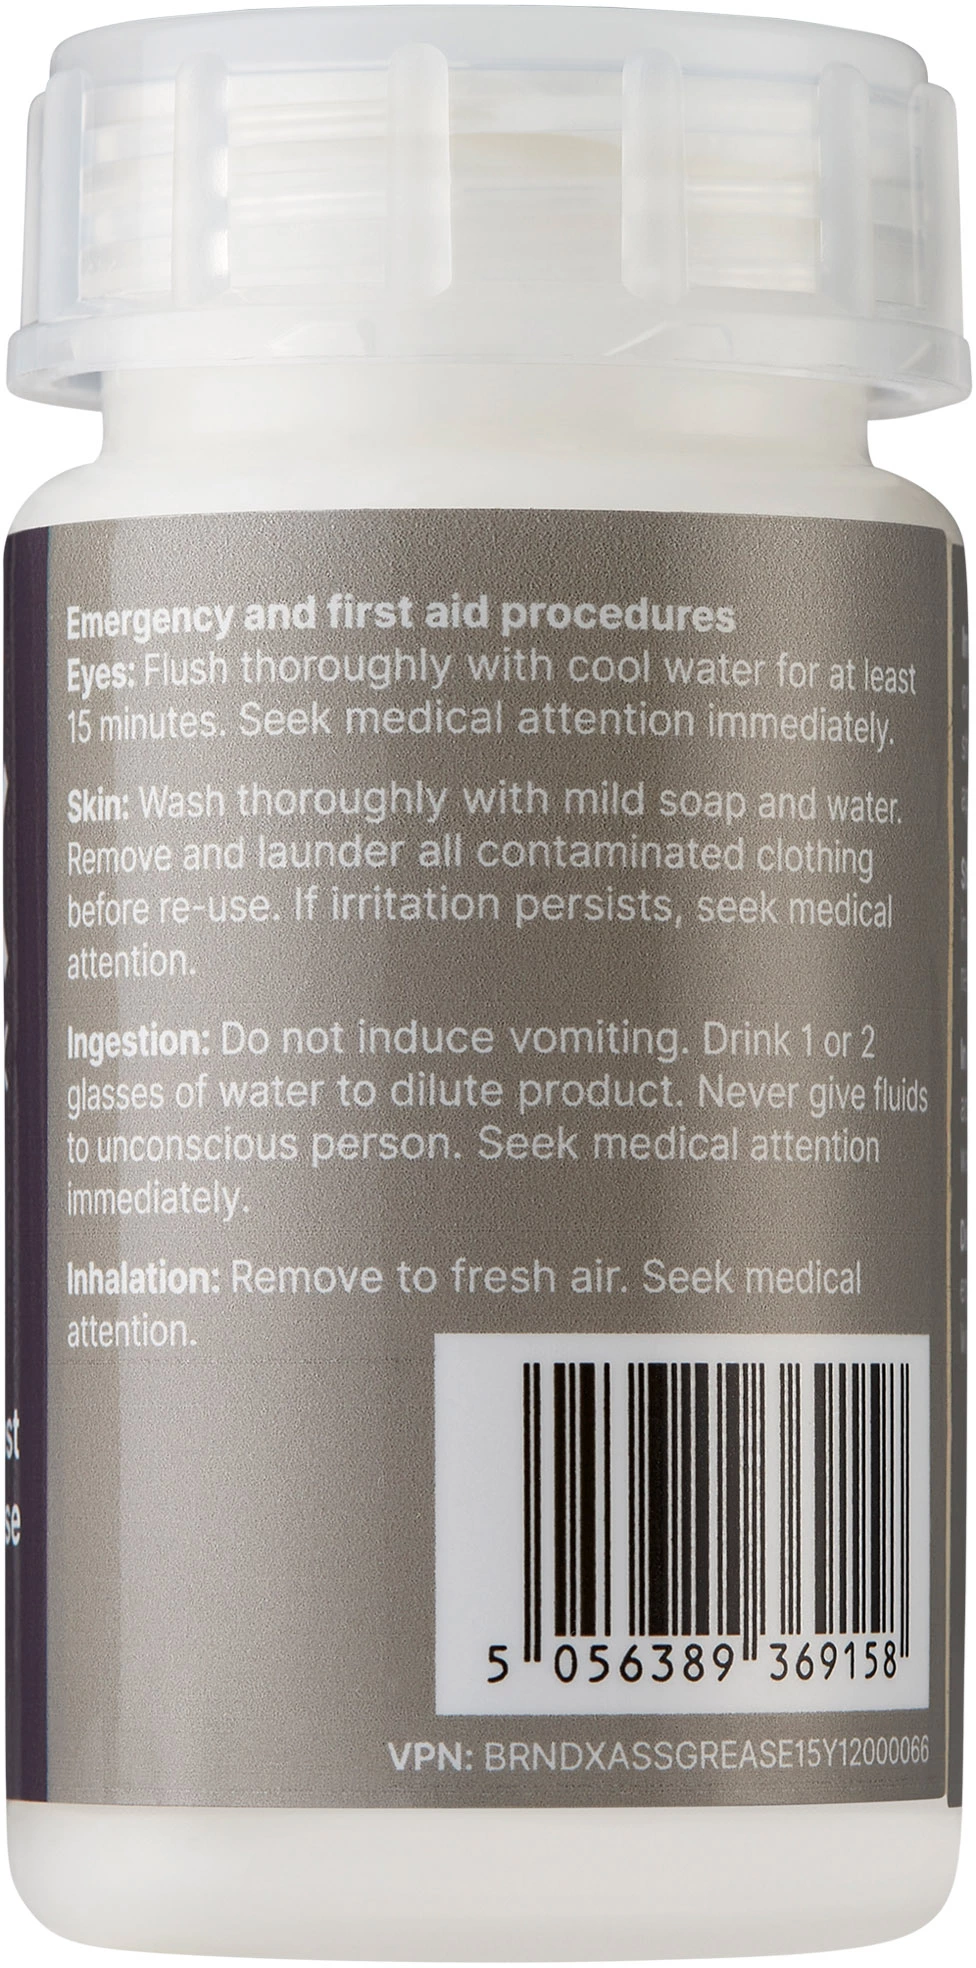 Emergency and first aid procedures
Eyes: Flush thoroughly with cool water for at least
15 minutes. Seek medical attention immediately.
Skin: Wash thoroughly with mild soap and water.
Remove and launder all contaminated clothing
before re-use. If irritation persists, seek medical
attention.
Ingestion: Do not induce vomiting. Drink 1 or 2
glasses of water to dilute product. Never give fluids
to unconscious person. Seek medical attention
immediately.
Inhalation: Remove to fresh air. Seek medical
attention.
5 056389 369158
VPN: BRNDXASSGREASE15Y12000066